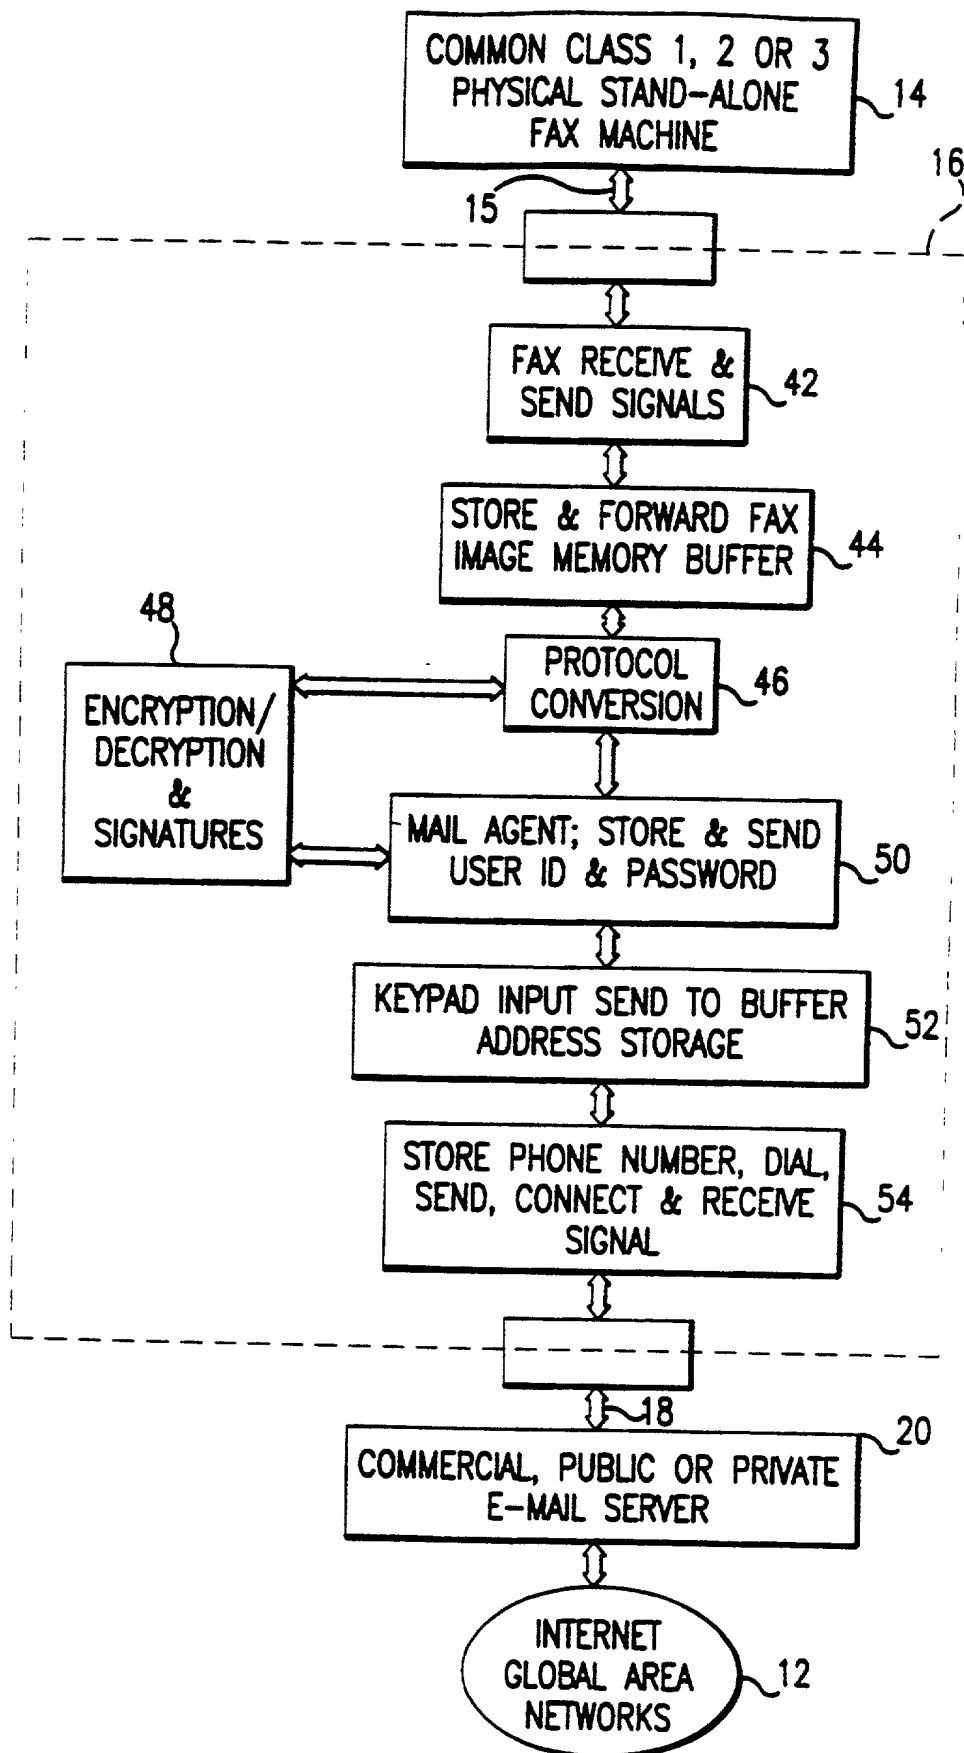 COMMON CLASS 1, 2 OR 3
PHYSICAL STAND-ALONE
FAX MACHINE
14
15
16
FAX RECEIVE &
SEND SIGNALS
42
STORE & FORWARD FAX
IMAGE MEMORY BUFFER
44
48
PROTOCOL
CONVERSION
46
ENCRYPTION/
DECRYPTION
&
SIGNATURES
MAIL AGENT; STORE & SEND
USER ID & PASSWORD
50
KEYPAD INPUT SEND TO BUFFER
ADDRESS STORAGE
52
STORE PHONE NUMBER, DIAL,
SEND, CONNECT & RECEIVE
SIGNAL
54
18
20
COMMERCIAL, PUBLIC OR PRIVATE
E-MAIL SERVER
INTERNET
GLOBAL AREA
NETWORKS
12